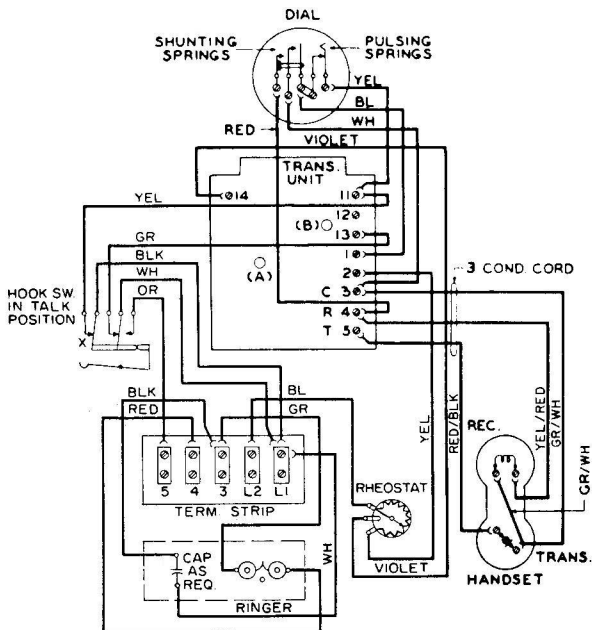 DIAL
SHUNTING SPRINGS
PULSING SPRINGS
YEL
BL
WH
RED
VIOLET
TRANS. UNIT
14
11
YEL
12
(B)
13
GR
1
BLK
(A)
2
3 COND. CORD
WH
C 3
HOOK SW. IN TALK POSITION
OR
R 4
X
T 5
BLK
BL
GR
RED
YEL
RED/BLK
YEL/RED
GR/WH
REC.
GR/WH
5 4 3 L2 L1
TERM. STRIP
RHEOSTAT
WH
CAP AS REQ.
VIOLET
TRANS.
HANDSET
RINGER